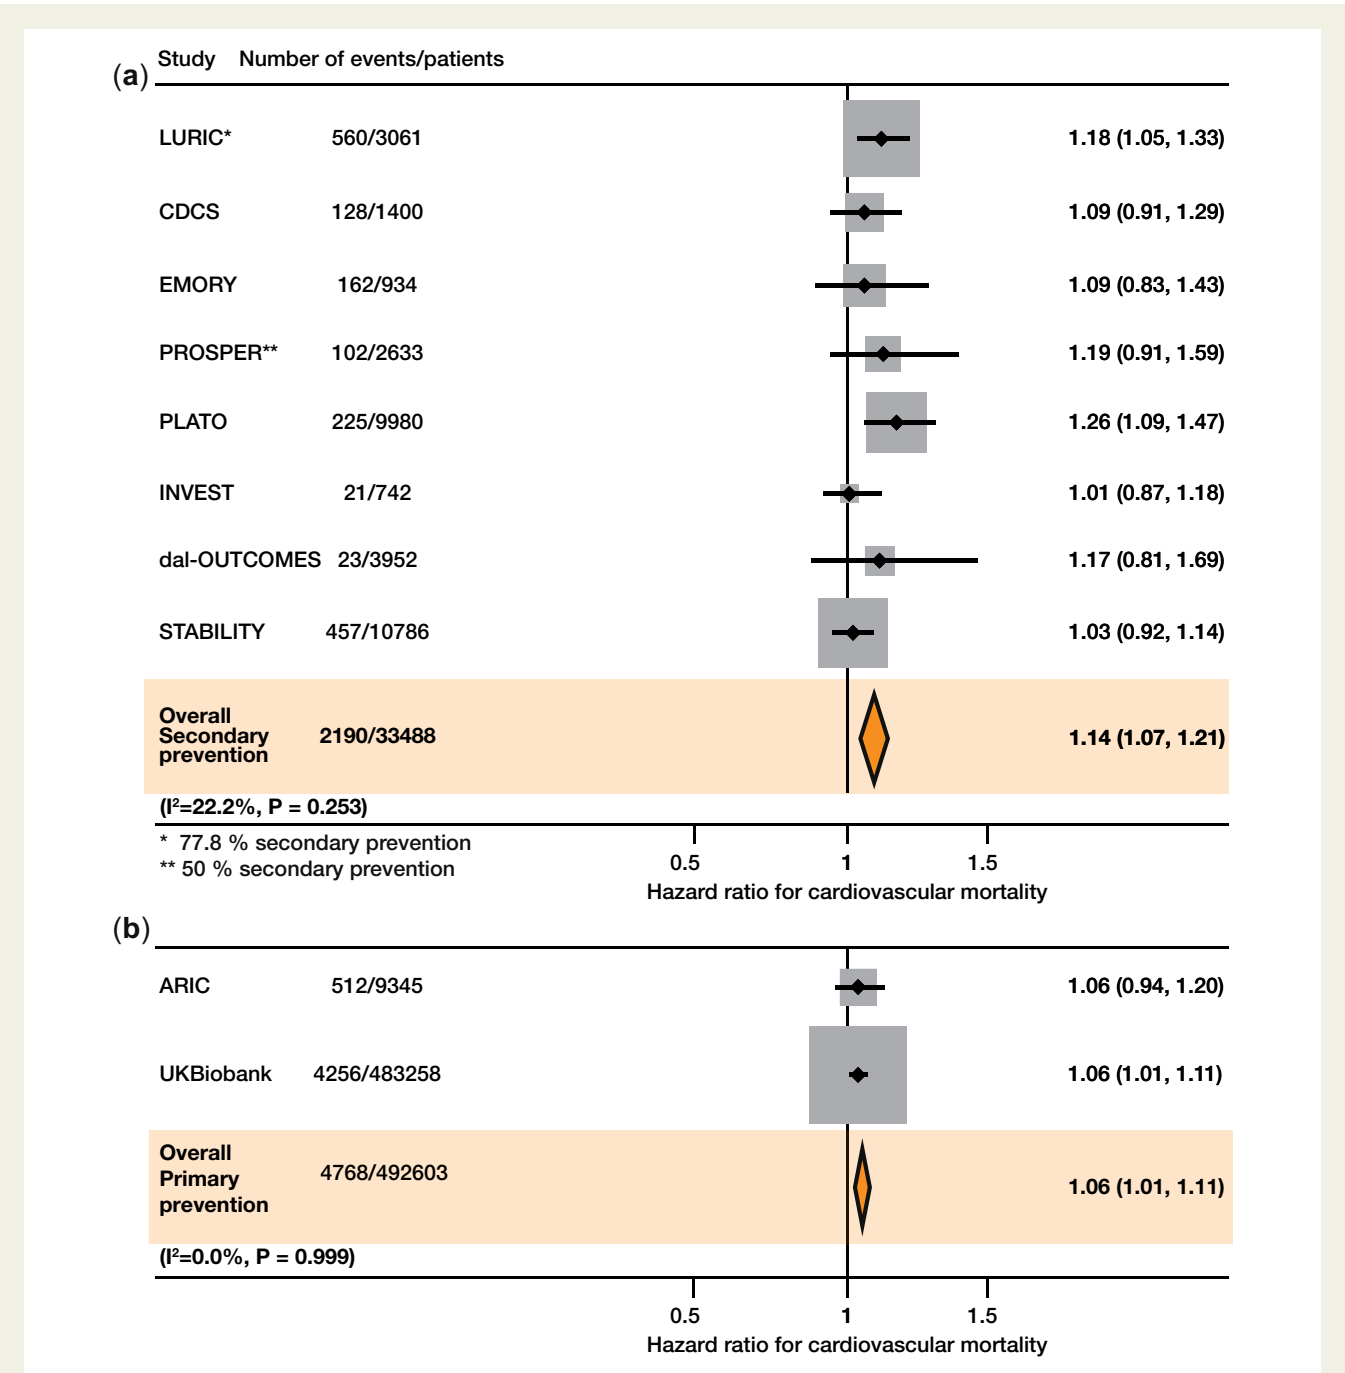 Study Number of events/patients
(a)
LURIC* 560/3061 1.18 (1.05, 1.33)
CDCS 128/1400 1.09 (0.91, 1.29)
EMORY 162/934 1.09 (0.83, 1.43)
PROSPER** 102/2633 1.19 (0.91, 1.59)
PLATO 225/9980 1.26 (1.09, 1.47)
INVEST 21/742 1.01 (0.87, 1.18)
dal-OUTCOMES 23/3952 1.17 (0.81, 1.69)
STABILITY 457/10786 1.03 (0.92, 1.14)
Overall
Secondary 2190/33488 1.14 (1.07, 1.21)
prevention
(I²=22.2%, P = 0.253)
* 77.8 % secondary prevention
** 50 % secondary prevention
0.5 1 1.5
Hazard ratio for cardiovascular mortality
(b)
ARIC 512/9345 1.06 (0.94, 1.20)
UKBiobank 4256/483258 1.06 (1.01, 1.11)
Overall
Primary 4768/492603 1.06 (1.01, 1.11)
prevention
(I²=0.0%, P = 0.999)
0.5 1 1.5
Hazard ratio for cardiovascular mortality